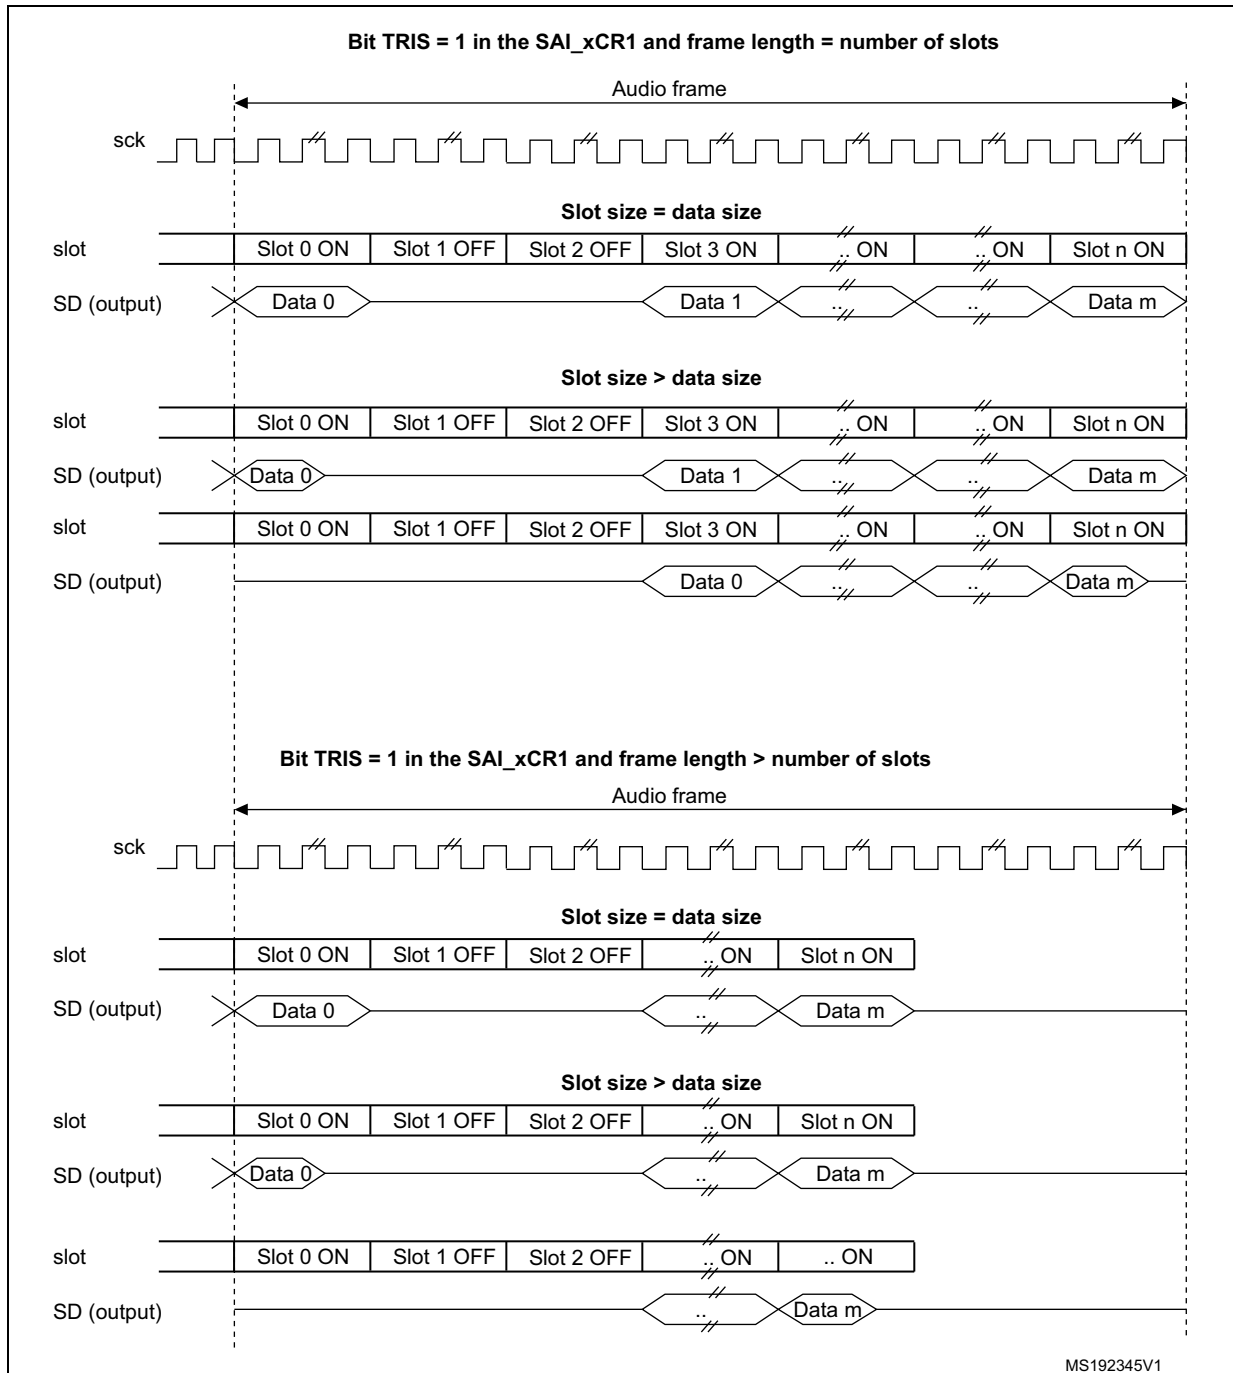 Bit TRIS = 1 in the SAI_xCR1 and frame length = number of slots
Audio frame
sck
Slot size = data size
slot Slot 0 ON Slot 1 OFF Slot 2 OFF Slot 3 ON .. ON .. ON Slot n ON
SD (output) Data 0 Data 1 .. .. Data m
Slot size > data size
slot Slot 0 ON Slot 1 OFF Slot 2 OFF Slot 3 ON .. ON .. ON Slot n ON
SD (output) Data 0 Data 1 .. .. Data m
slot Slot 0 ON Slot 1 OFF Slot 2 OFF Slot 3 ON .. ON .. ON Slot n ON
SD (output) Data 0 .. .. Data m
Bit TRIS = 1 in the SAI_xCR1 and frame length > number of slots
Audio frame
sck
Slot size = data size
slot Slot 0 ON Slot 1 OFF Slot 2 OFF .. ON Slot n ON
SD (output) Data 0 .. Data m
Slot size > data size
slot Slot 0 ON Slot 1 OFF Slot 2 OFF .. ON Slot n ON
SD (output) Data 0 .. Data m
slot Slot 0 ON Slot 1 OFF Slot 2 OFF .. ON .. ON
SD (output) .. Data m
MS192345V1